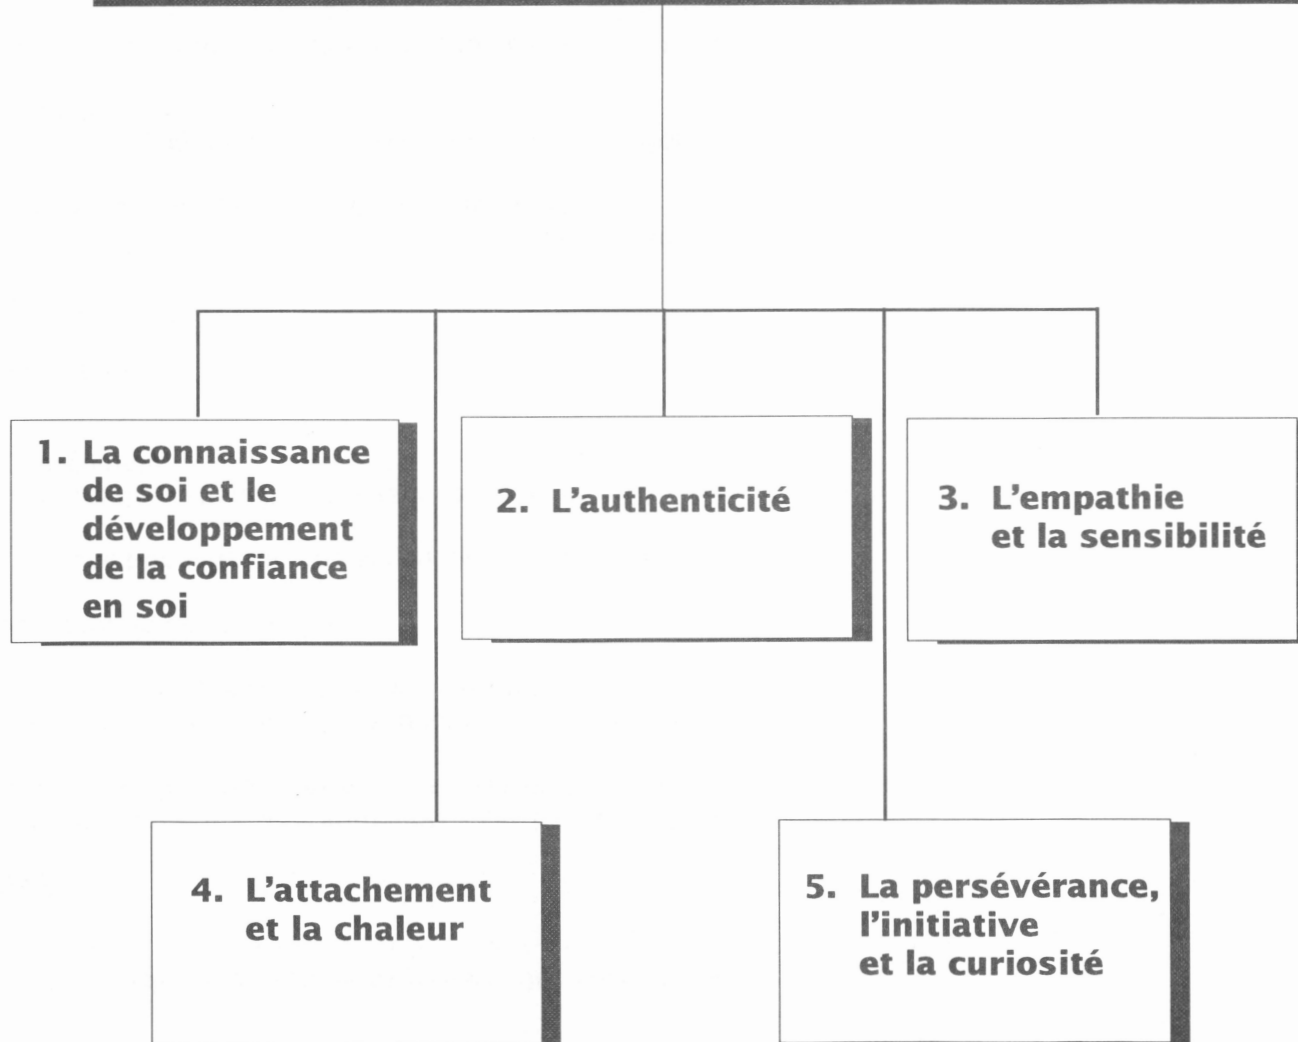 1. La connaissance
de soi et le
développement
de la confiance
en soi
2. L'authenticité
3. L'empathie
et la sensibilité
4. L'attachement
et la chaleur
5. La persévérance,
l'initiative
et la curiosité